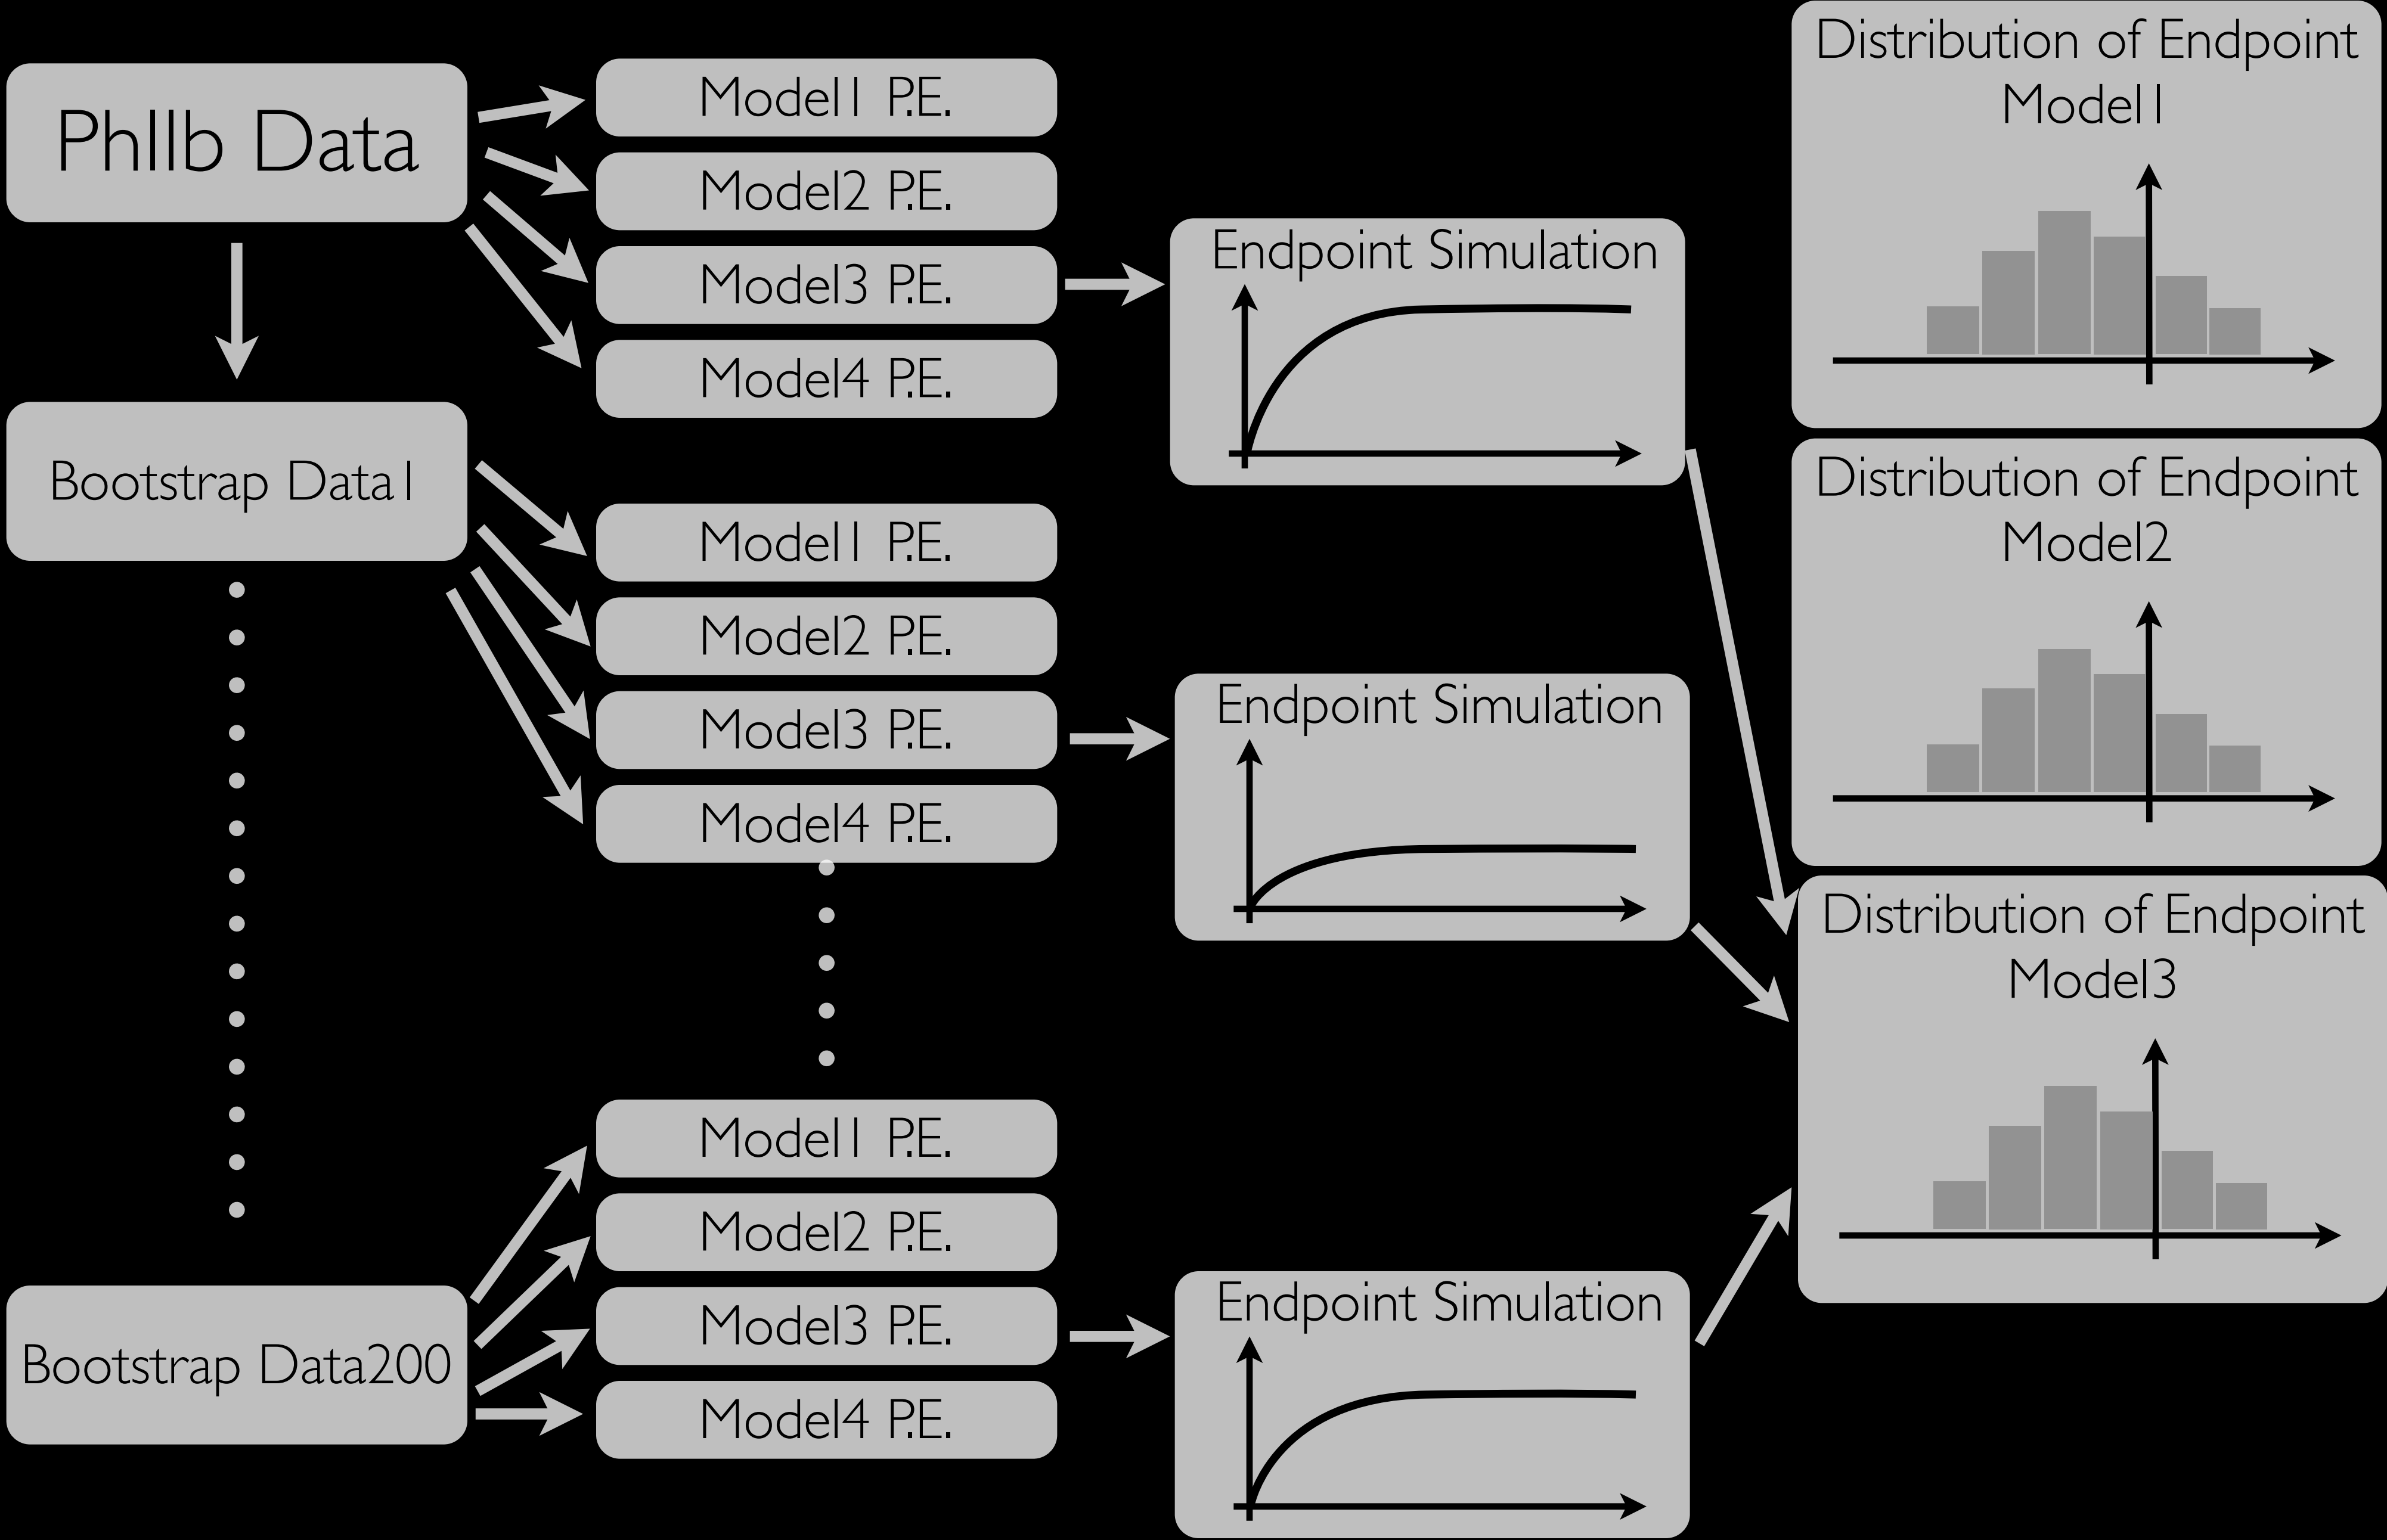 PhIIb Data
Model1 P.E.
Model2 P.E.
Model3 P.E.
Model4 P.E.
Endpoint Simulation
Bootstrap Data1
Model1 P.E.
Model2 P.E.
Model3 P.E.
Model4 P.E.
Endpoint Simulation
Bootstrap Data200
Model1 P.E.
Model2 P.E.
Model3 P.E.
Model4 P.E.
Endpoint Simulation
Distribution of Endpoint
Model1
Distribution of Endpoint
Model2
Distribution of Endpoint
Model3